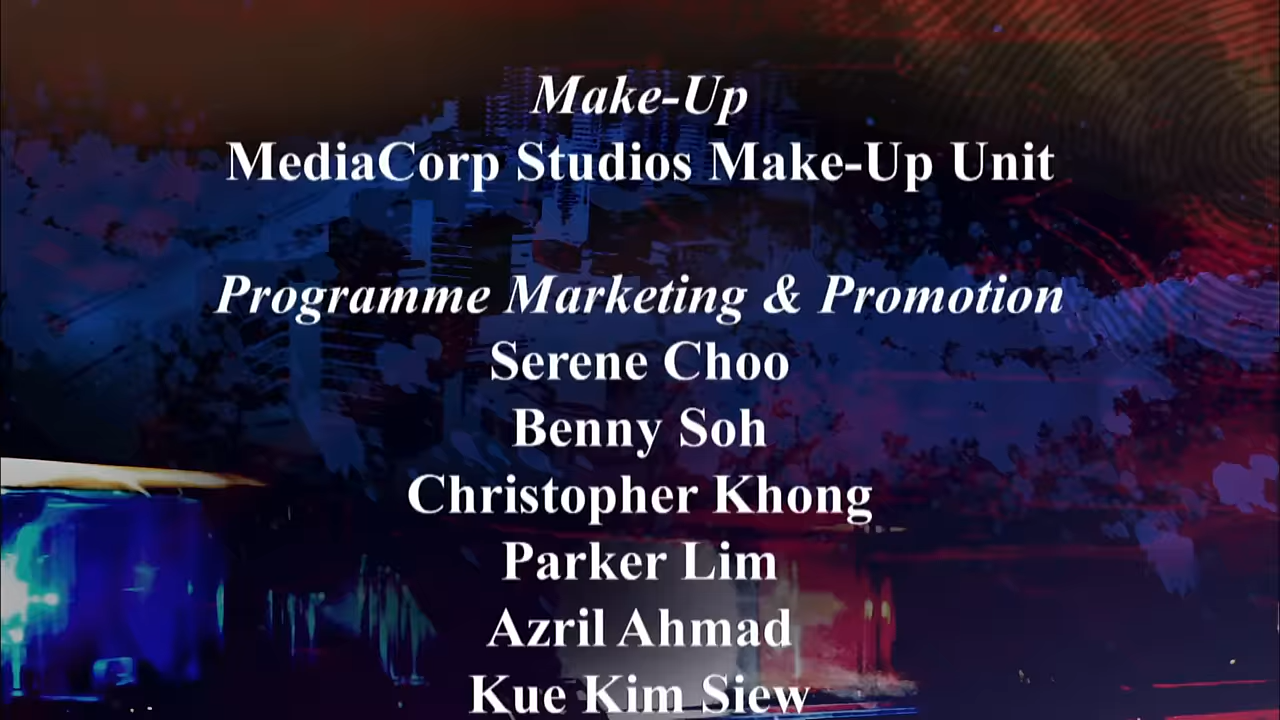 Make-Up
MediaCorp Studios Make-Up Unit
Programme Marketing & Promotion
Serene Choo
Benny Soh
Christopher Khong
Parker Lim
Azril Ahmad
Kue Kim Siew